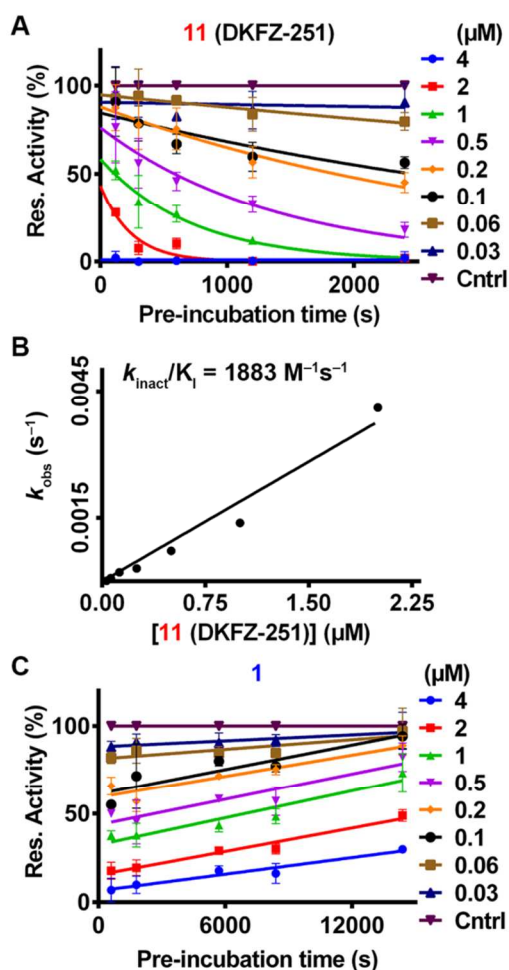 A
11 (DKFZ-251)
(µM)
Res. Activity (%)
100
50
0
0
1000
2000
Pre-incubation time (s)
4
2
1
0.5
0.2
0.1
0.06
0.03
Cntrl
B
kinact/KI = 1883 M−1s−1
kobs (s−1)
0.0045
0.0015
0.00
0.75
1.50
2.25
[11 (DKFZ-251)] (µM)
C
1
(µM)
Res. Activity (%)
100
50
0
0
6000
12000
Pre-incubation time (s)
4
2
1
0.5
0.2
0.1
0.06
0.03
Cntrl